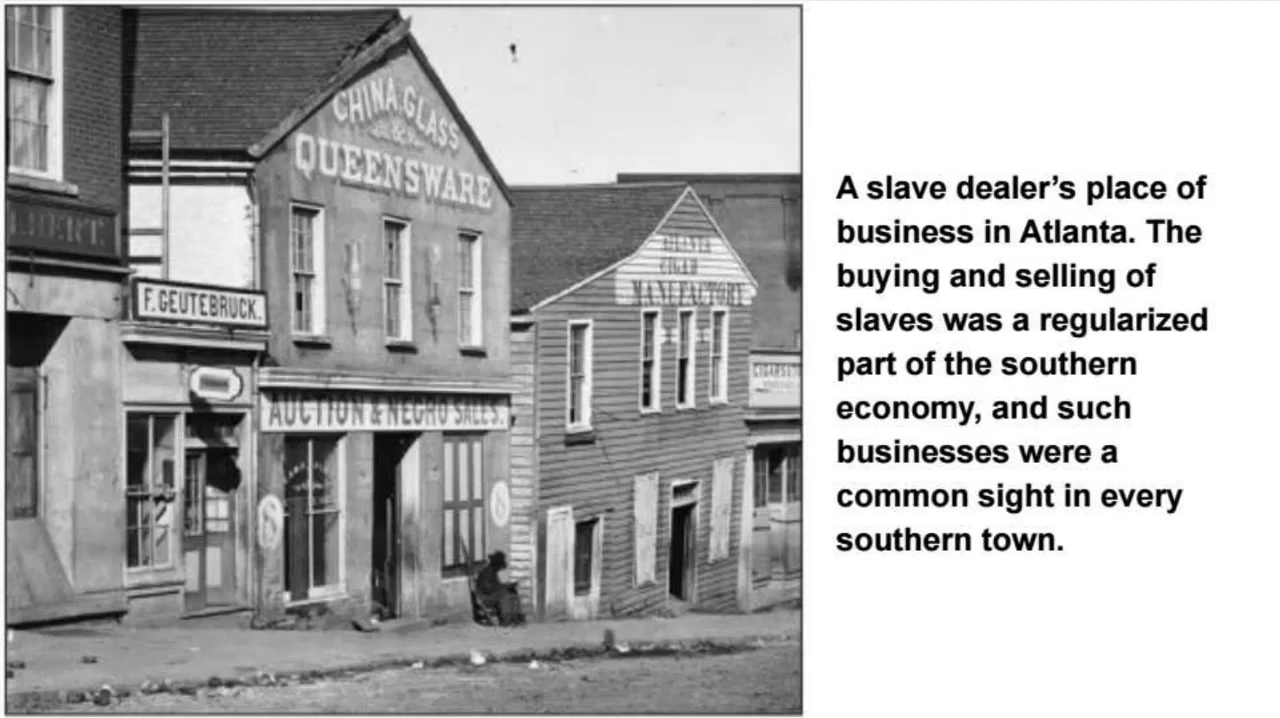 CHINA, GLASS
&
QUEENSWARE
F. GEUTEBRUCK.
AUCTION & NEGRO SALES.
CIGAR
MANUFACTORY
A slave dealer’s place of
business in Atlanta. The
buying and selling of
slaves was a regularized
part of the southern
economy, and such
businesses were a
common sight in every
southern town.